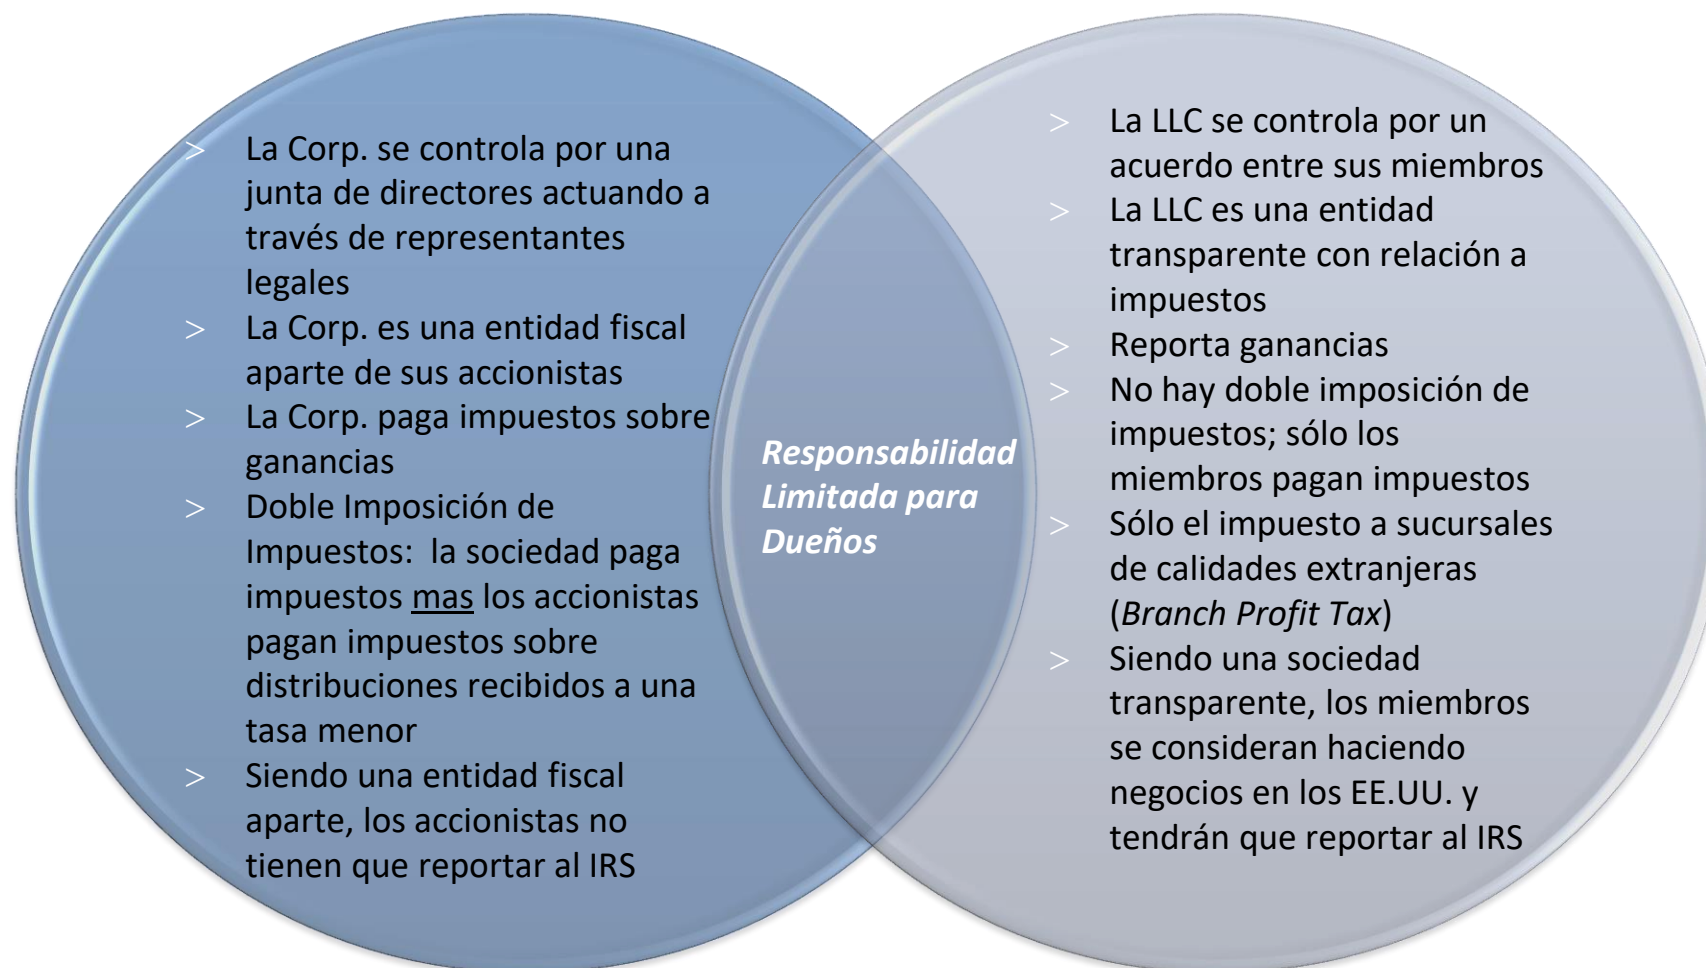 > La Corp. se controla por una
junta de directores actuando a
través de representantes
legales
> La Corp. es una entidad fiscal
aparte de sus accionistas
> La Corp. paga impuestos sobre
ganancias
> Doble Imposición de
Impuestos:  la sociedad paga
impuestos mas los accionistas
pagan impuestos sobre
distribuciones recibidos a una
tasa menor
> Siendo una entidad fiscal
aparte, los accionistas no
tienen que reportar al IRS
Responsabilidad
Limitada para
Dueños
> La LLC se controla por un
acuerdo entre sus miembros
> La LLC es una entidad
transparente con relación a
impuestos
> Reporta ganancias
> No hay doble imposición de
impuestos; sólo los
miembros pagan impuestos
> Sólo el impuesto a sucursales
de calidades extranjeras
(Branch Profit Tax)
> Siendo una sociedad
transparente, los miembros
se consideran haciendo
negocios en los EE.UU. y
tendrán que reportar al IRS